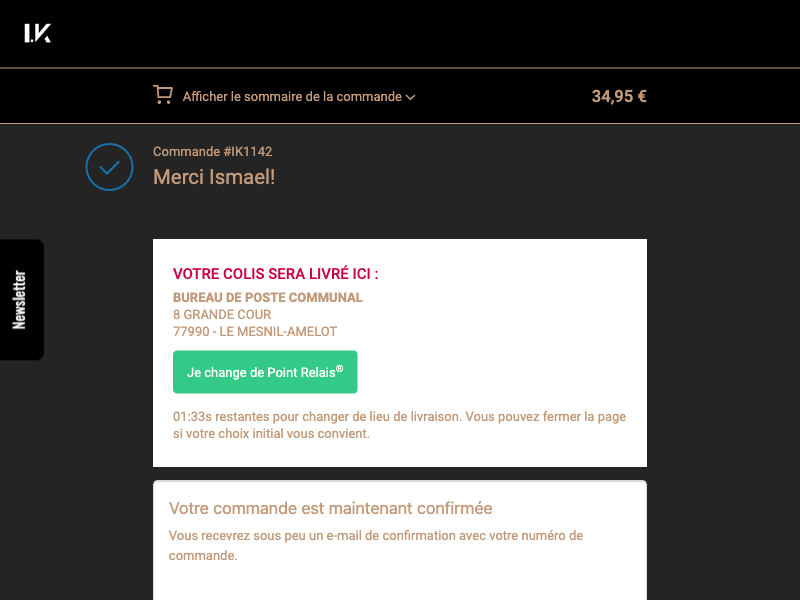 I.K
Afficher le sommaire de la commande
34,95 €
Commande #IK1142
Merci Ismael!
Newsletter
VOTRE COLIS SERA LIVRÉ ICI :
BUREAU DE POSTE COMMUNAL
8 GRANDE COUR
77990 - LE MESNIL-AMELOT
Je change de Point Relais®
01:33s restantes pour changer de lieu de livraison. Vous pouvez fermer la page
si votre choix initial vous convient.
Votre commande est maintenant confirmée
Vous recevrez sous peu un e-mail de confirmation avec votre numéro de
commande.